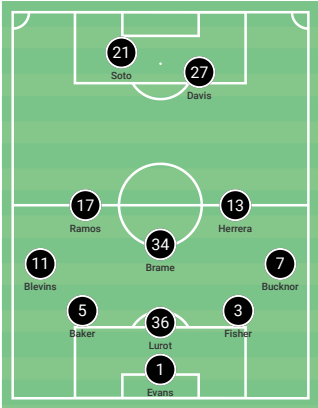 21
Soto
27
Davis
17
Ramos
13
Herrera
34
Brame
11
Blevins
7
Bucknor
5
Baker
36
Lurot
3
Fisher
1
Evans